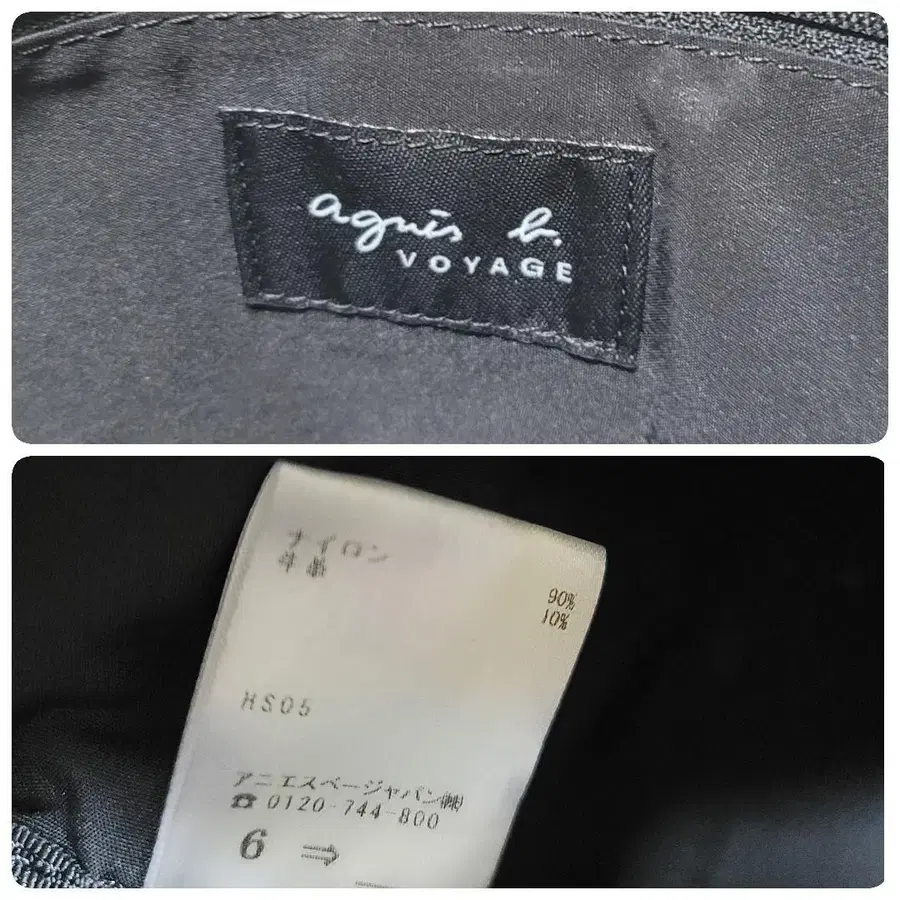 agnès b.
VOYAGE
ナイロン 90%
牛革 10%
HS05
アニエスベージャパン㈱
☎ 0120-744-800
6 ⇒